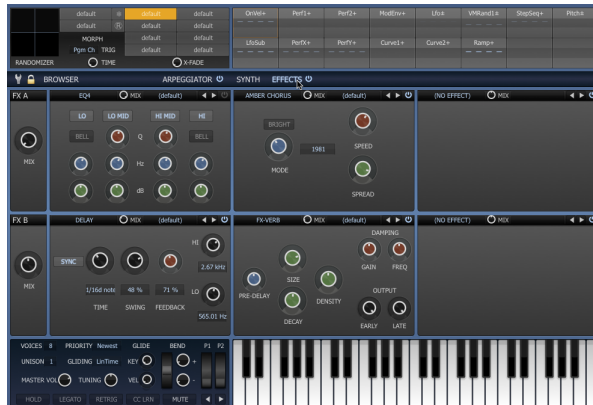 default default default OnVel+ Perf1+ Perf2+ ModEnv+ Lfo± VMRand1± StepSeq+ Pitch±
default ® default default
MORPH default default
Pgm Ch TRIG default default LfoSub PerfX+ PerfY+ Curve1+ Curve2+ Ramp+
RANDOMIZER TIME X-FADE
BROWSER ARPEGGIATOR SYNTH EFFECTS
FX A EQ4 MIX (default) AMBER CHORUS MIX (default) (NO EFFECT) MIX
LO LO MID HI MID HI
BRIGHT
BELL Q BELL
1981 SPEED
MIX Hz MODE
dB SPREAD
FX B DELAY MIX (default) FX-VERB MIX (default) (NO EFFECT) MIX
DAMPING
HI
SYNC 2.67 kHz GAIN FREQ
SIZE
MIX 1/16d note 48 % 71 % LO PRE-DELAY DENSITY OUTPUT
TIME SWING FEEDBACK 565.01 Hz DECAY EARLY LATE
VOICES 8 PRIORITY Newest GLIDE BEND P1 P2
UNISON 1 GLIDING LinTime KEY +
MASTER VOL TUNING VEL -
HOLD LEGATO RETRIG CC LRN MUTE